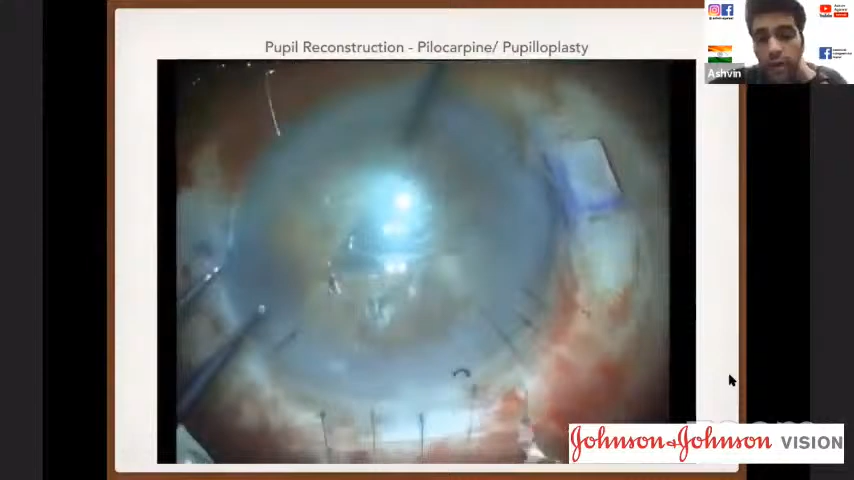 Pupil Reconstruction - Pilocarpine/ Pupilloplasty
Ashvin
Johnson & Johnson VISION